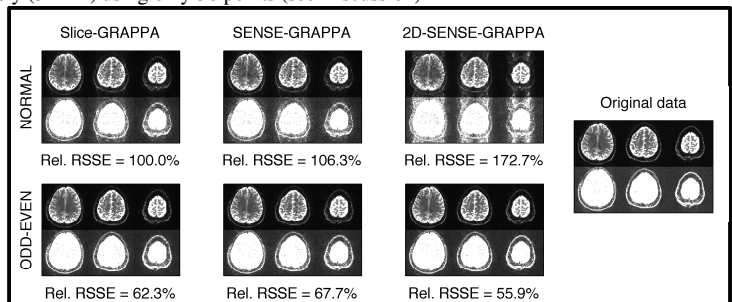 Slice-GRAPPA SENSE-GRAPPA 2D-SENSE-GRAPPA
NORMAL
Original data
Rel. RSSE = 100.0% Rel. RSSE = 106.3% Rel. RSSE = 172.7%
ODD-EVEN
Rel. RSSE = 62.3% Rel. RSSE = 67.7% Rel. RSSE = 55.9%